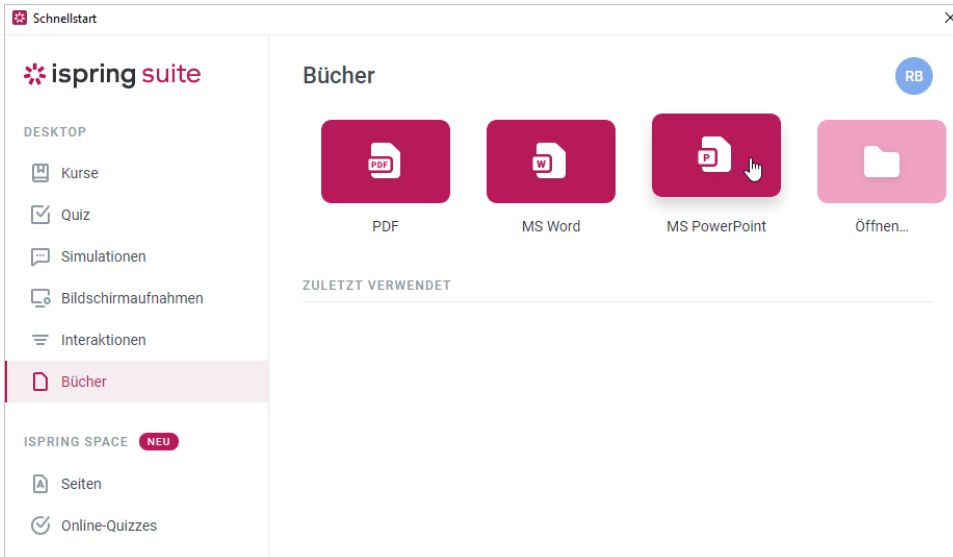 Schnellstart
ispring suite
DESKTOP
Kurse
Quiz
Simulationen
Bildschirmaufnahmen
Interaktionen
Bücher
ISPRING SPACE NEU
Seiten
Online-Quizzes
Bücher
RB
PDF W P
PDF MS Word MS PowerPoint Öffnen...
ZULETZT VERWENDET